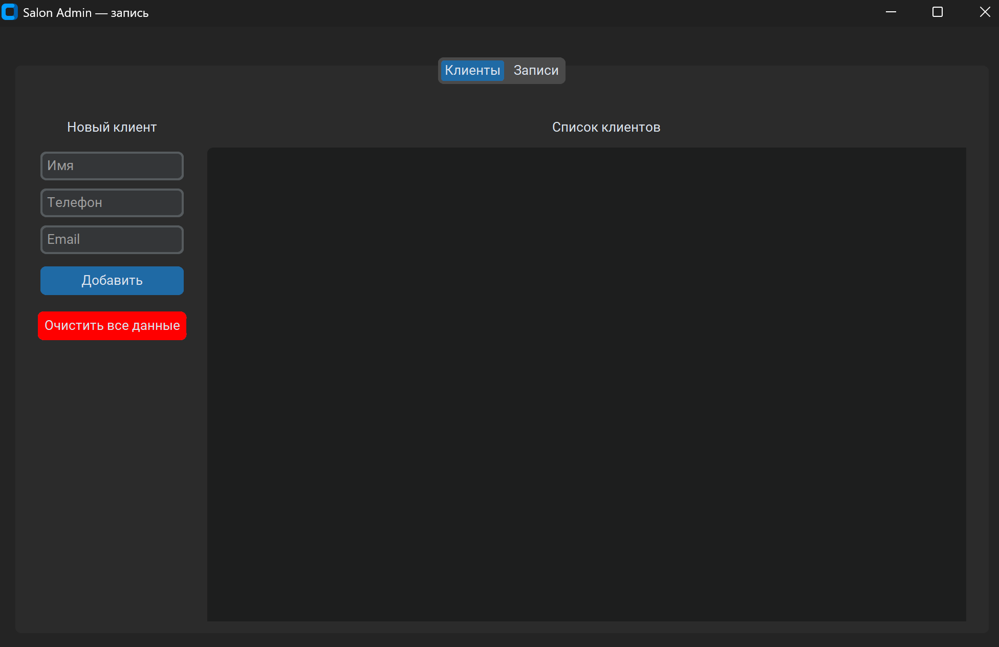 Salon Admin — запись
Клиенты Записи
Новый клиент
Список клиентов
Имя
Телефон
Email
Добавить
Очистить все данные